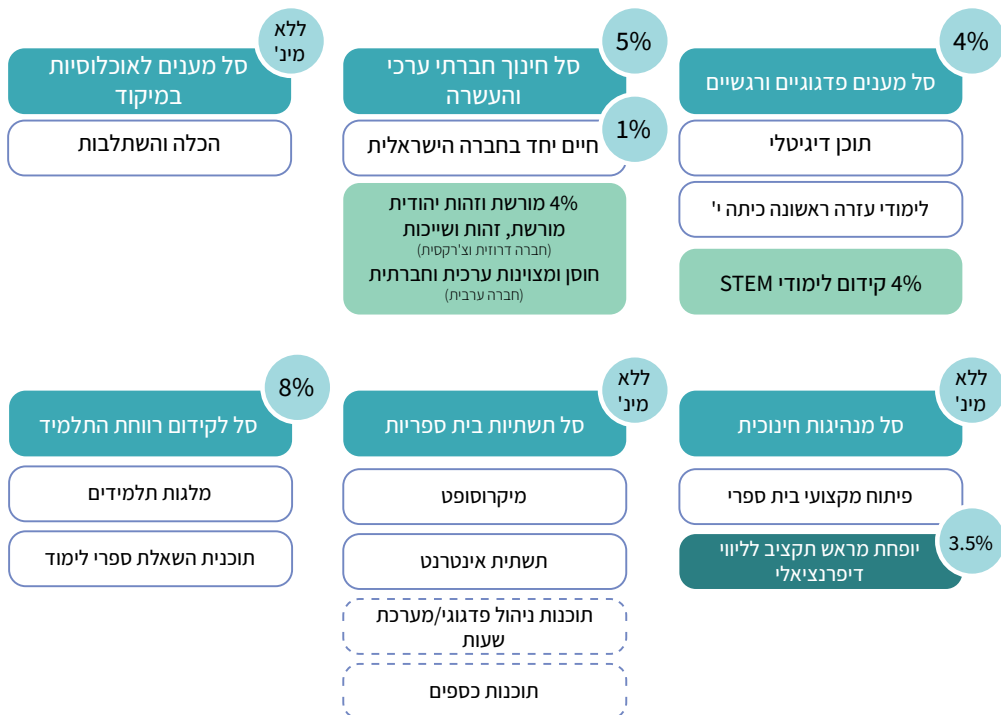 4%
סל מענים פדגוגיים ורגשיים
תוכן דיגיטלי
לימודי עזרה ראשונה כיתה י'
4% קידום לימודי STEM
5%
סל חינוך חברתי ערכי
והעשרה
1%
חיים יחד בחברה הישראלית
4% מורשת וזהות יהודית
מורשת, זהות ושייכות
(חברה דרוזית וצ'רקסית)
חוסן ומצוינות ערכית וחברתית
(חברה ערבית)
ללא
מינ'
סל מענים לאוכלוסיות
במיקוד
הכלה והשתלבות
ללא
מינ'
סל מנהיגות חינוכית
פיתוח מקצועי בית ספרי
3.5%
יופחת מראש תקציב לליווי
דיפרנציאלי
ללא
מינ'
סל תשתיות בית ספריות
מיקרוסופט
תשתית אינטרנט
תוכנות ניהול פדגוגי/מערכת
שעות
תוכנות כספים
8%
סל לקידום רווחת התלמיד
מלגות תלמידים
תוכנית השאלת ספרי לימוד